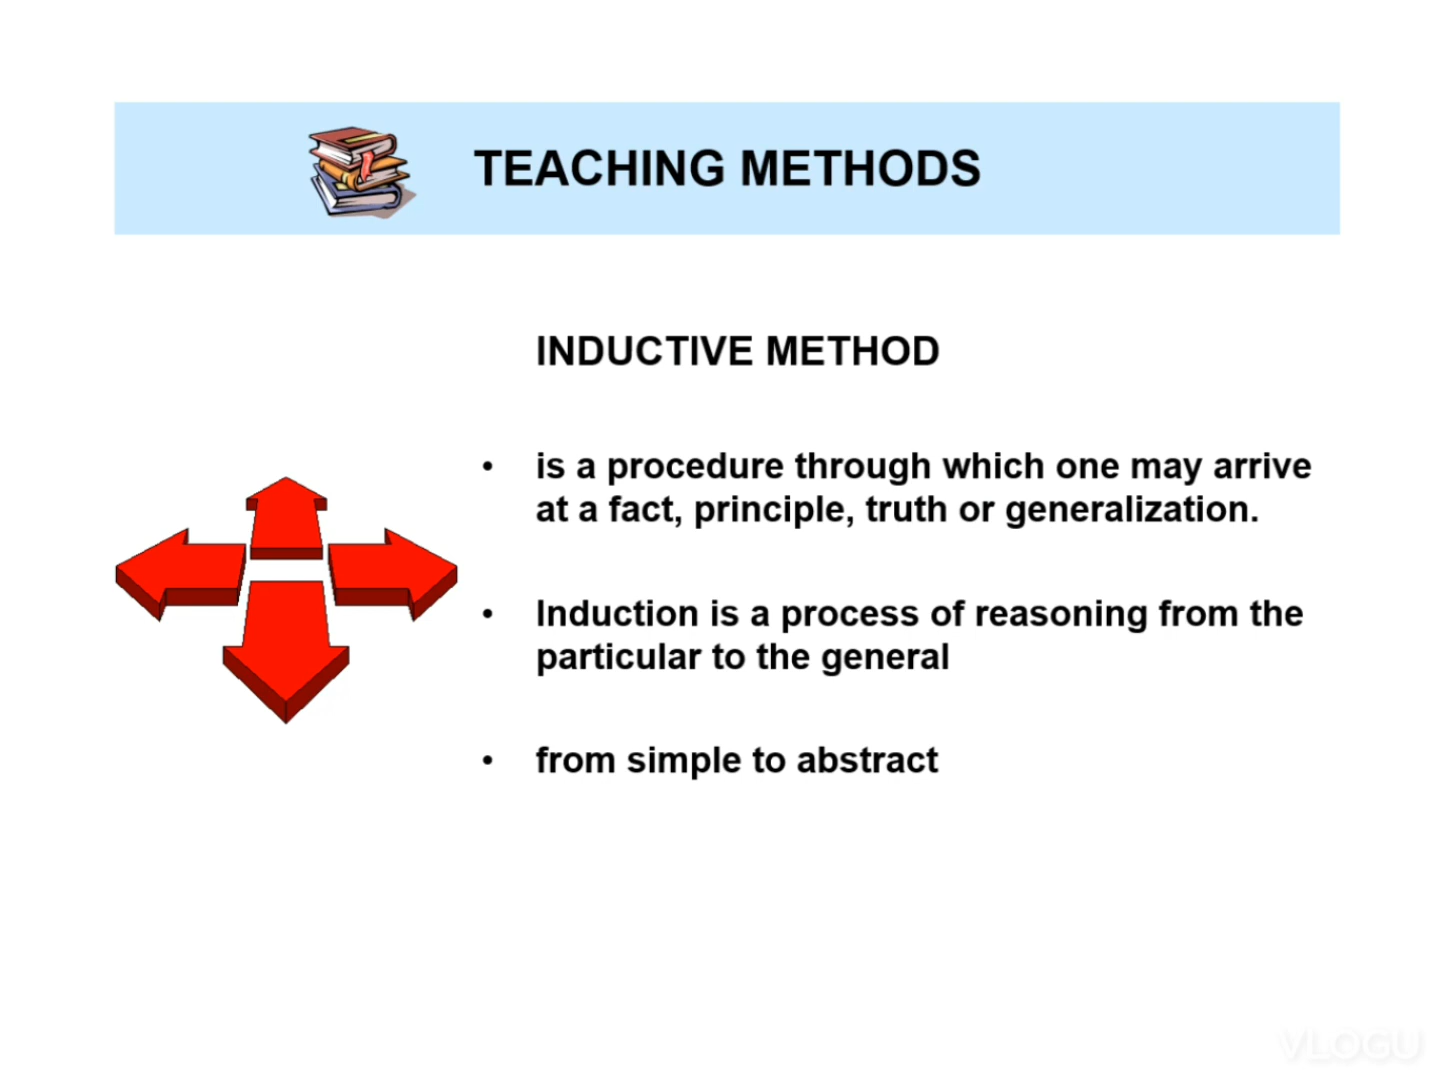 TEACHING METHODS
INDUCTIVE METHOD
• is a procedure through which one may arrive
at a fact, principle, truth or generalization.
• Induction is a process of reasoning from the
particular to the general
• from simple to abstract
VLOGU